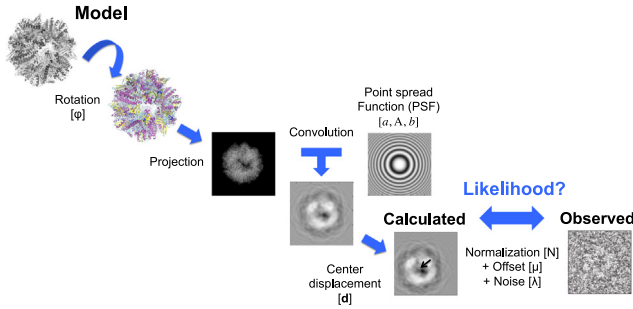 Model
Rotation
[φ]
Projection
Convolution
Point spread
Function (PSF)
[a, A, b]
Center
displacement
[d]
Calculated
Likelihood?
Observed
Normalization [N]
+ Offset [μ]
+ Noise [λ]